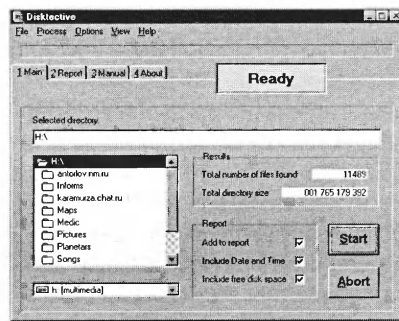 Disktective
File Process Options View Help
1 Main 2 Report 3 Manual 4 About
Ready
Selected directory
H:\
H:\
antorlov.nm.ru
Informs
karamurza.chat.ru
Maps
Medic
Pictures
Planetars
Songs
h: [multimedia]
Results
Total number of files found: 11489
Total directory size 001 765 179 392
Report
Add to report
Include Date and Time
Include free disk space
Start
Abort